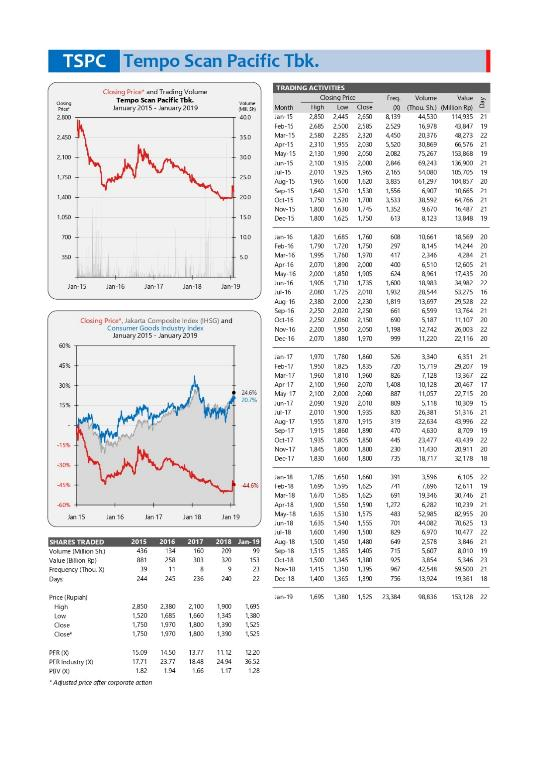 TSPC Tempo Scan Pacific Tbk.
Closing Price* and Trading Volume
Tempo Scan Pacific Tbk.
January 2015 - January 2019
Closing Price*
Volume (Mill. Sh)
2,800 40.0
2,450 35.0
2,100 30.0
1,750 25.0
1,400 20.0
1,050 15.0
700 10.0
350 5.0
Jan-15 Jan-16 Jan-17 Jan-18 Jan-19
Closing Price*, Jakarta Composite Index (IHSG) and
Consumer Goods Industry Index
January 2015 - January 2019
60%
45%
30%
15%
-
-15%
-30%
-45%
-60%
24.6%
20.7%
-44.6%
Jan 15 Jan 16 Jan 17 Jan 18 Jan 19
SHARES TRADED 2015 2016 2017 2018 Jan-19
Volume (Million Sh.) 436 134 160 209 99
Value (Billion Rp) 881 258 303 320 153
Frequency (Thou. X) 39 11 8 9 23
Days 244 245 236 240 22
Price (Rupiah)
High 2,850 2,380 2,100 1,900 1,695
Low 1,520 1,685 1,660 1,345 1,380
Close 1,750 1,970 1,800 1,390 1,525
Close* 1,750 1,970 1,800 1,390 1,525
PER (X) 15.09 14.50 13.77 11.12 12.20
PER Industry (X) 17.71 23.77 18.48 24.94 36.52
PBV (X) 1.82 1.94 1.66 1.17 1.28
* Adjusted price after corporate action
TRADING ACTIVITIES
Closing Price Freq. Volume Value Day
Month High Low Close (X) (Thou. Sh.) (Million Rp)
Jan-15 2,850 2,445 2,650 8,139 44,530 114,935 21
Feb-15 2,685 2,500 2,585 2,529 16,978 43,847 19
Mar-15 2,580 2,285 2,320 4,450 20,376 48,273 22
Apr-15 2,310 1,955 2,030 5,520 30,869 66,576 21
May-15 2,130 1,990 2,050 2,082 75,267 153,868 19
Jun-15 2,100 1,935 2,000 2,846 69,243 136,900 21
Jul-15 2,010 1,925 1,965 2,165 54,080 105,705 19
Aug-15 1,965 1,600 1,620 3,835 61,297 104,857 20
Sep-15 1,640 1,520 1,530 1,556 6,907 10,665 21
Oct-15 1,750 1,520 1,700 3,533 38,592 64,766 21
Nov-15 1,800 1,630 1,745 1,352 9,670 16,487 21
Dec-15 1,800 1,625 1,750 613 8,123 13,848 19
Jan-16 1,820 1,685 1,760 608 10,661 18,569 20
Feb-16 1,790 1,720 1,750 297 8,145 14,244 20
Mar-16 1,995 1,760 1,970 417 2,346 4,284 21
Apr-16 2,070 1,890 2,000 400 6,510 12,605 21
May-16 2,000 1,850 1,905 624 8,961 17,435 20
Jun-16 1,905 1,730 1,735 1,600 18,983 34,982 22
Jul-16 2,080 1,725 2,010 1,932 28,544 53,275 16
Aug-16 2,380 2,000 2,230 1,819 13,697 29,528 22
Sep-16 2,250 2,020 2,250 661 6,599 13,764 21
Oct-16 2,250 2,060 2,150 690 5,187 11,107 21
Nov-16 2,200 1,950 2,050 1,198 12,742 26,003 22
Dec-16 2,070 1,880 1,970 999 11,220 22,116 20
Jan-17 1,970 1,780 1,860 526 3,340 6,351 21
Feb-17 1,950 1,825 1,835 720 15,719 29,207 19
Mar-17 1,960 1,810 1,960 826 7,128 13,367 22
Apr-17 2,100 1,960 2,070 1,408 10,128 20,467 17
May-17 2,100 2,000 2,060 887 11,057 22,715 20
Jun-17 2,090 1,920 2,010 809 5,118 10,309 15
Jul-17 2,010 1,900 1,935 820 26,381 51,316 21
Aug-17 1,955 1,870 1,915 319 22,634 43,996 22
Sep-17 1,915 1,860 1,890 470 4,630 8,709 19
Oct-17 1,935 1,805 1,850 445 23,477 43,439 22
Nov-17 1,845 1,800 1,800 230 11,430 20,911 20
Dec-17 1,830 1,660 1,800 735 18,717 32,178 18
Jan-18 1,785 1,650 1,660 391 3,596 6,105 22
Feb-18 1,695 1,595 1,625 741 7,696 12,611 19
Mar-18 1,670 1,585 1,625 691 19,346 30,746 21
Apr-18 1,900 1,550 1,590 1,272 6,282 10,239 21
May-18 1,635 1,530 1,575 483 52,985 82,955 20
Jun-18 1,635 1,540 1,555 701 44,082 70,625 13
Jul-18 1,600 1,490 1,500 829 6,970 10,477 22
Aug-18 1,500 1,450 1,480 649 2,578 3,846 21
Sep-18 1,515 1,385 1,405 715 5,607 8,010 19
Oct-18 1,500 1,345 1,380 925 3,854 5,346 23
Nov-18 1,415 1,350 1,395 967 42,548 59,500 21
Dec-18 1,400 1,365 1,390 756 13,924 19,361 18
Jan-19 1,695 1,380 1,525 23,384 98,836 153,128 22